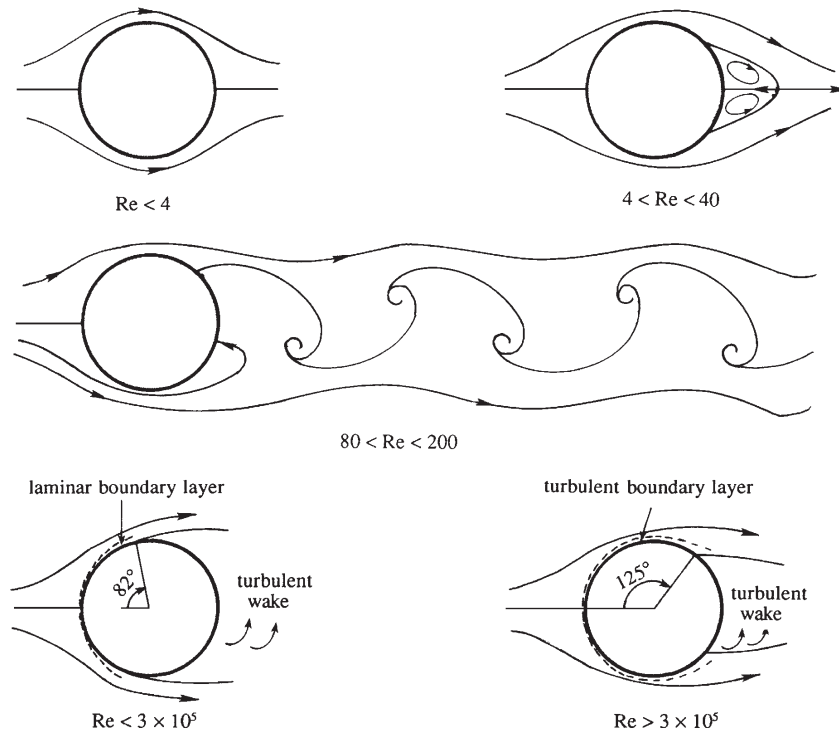 Re < 4
4 < Re < 40
80 < Re < 200
laminar boundary layer
82°
turbulent
wake
Re < 3 × 10⁵
turbulent boundary layer
125°
turbulent
wake
Re > 3 × 10⁵